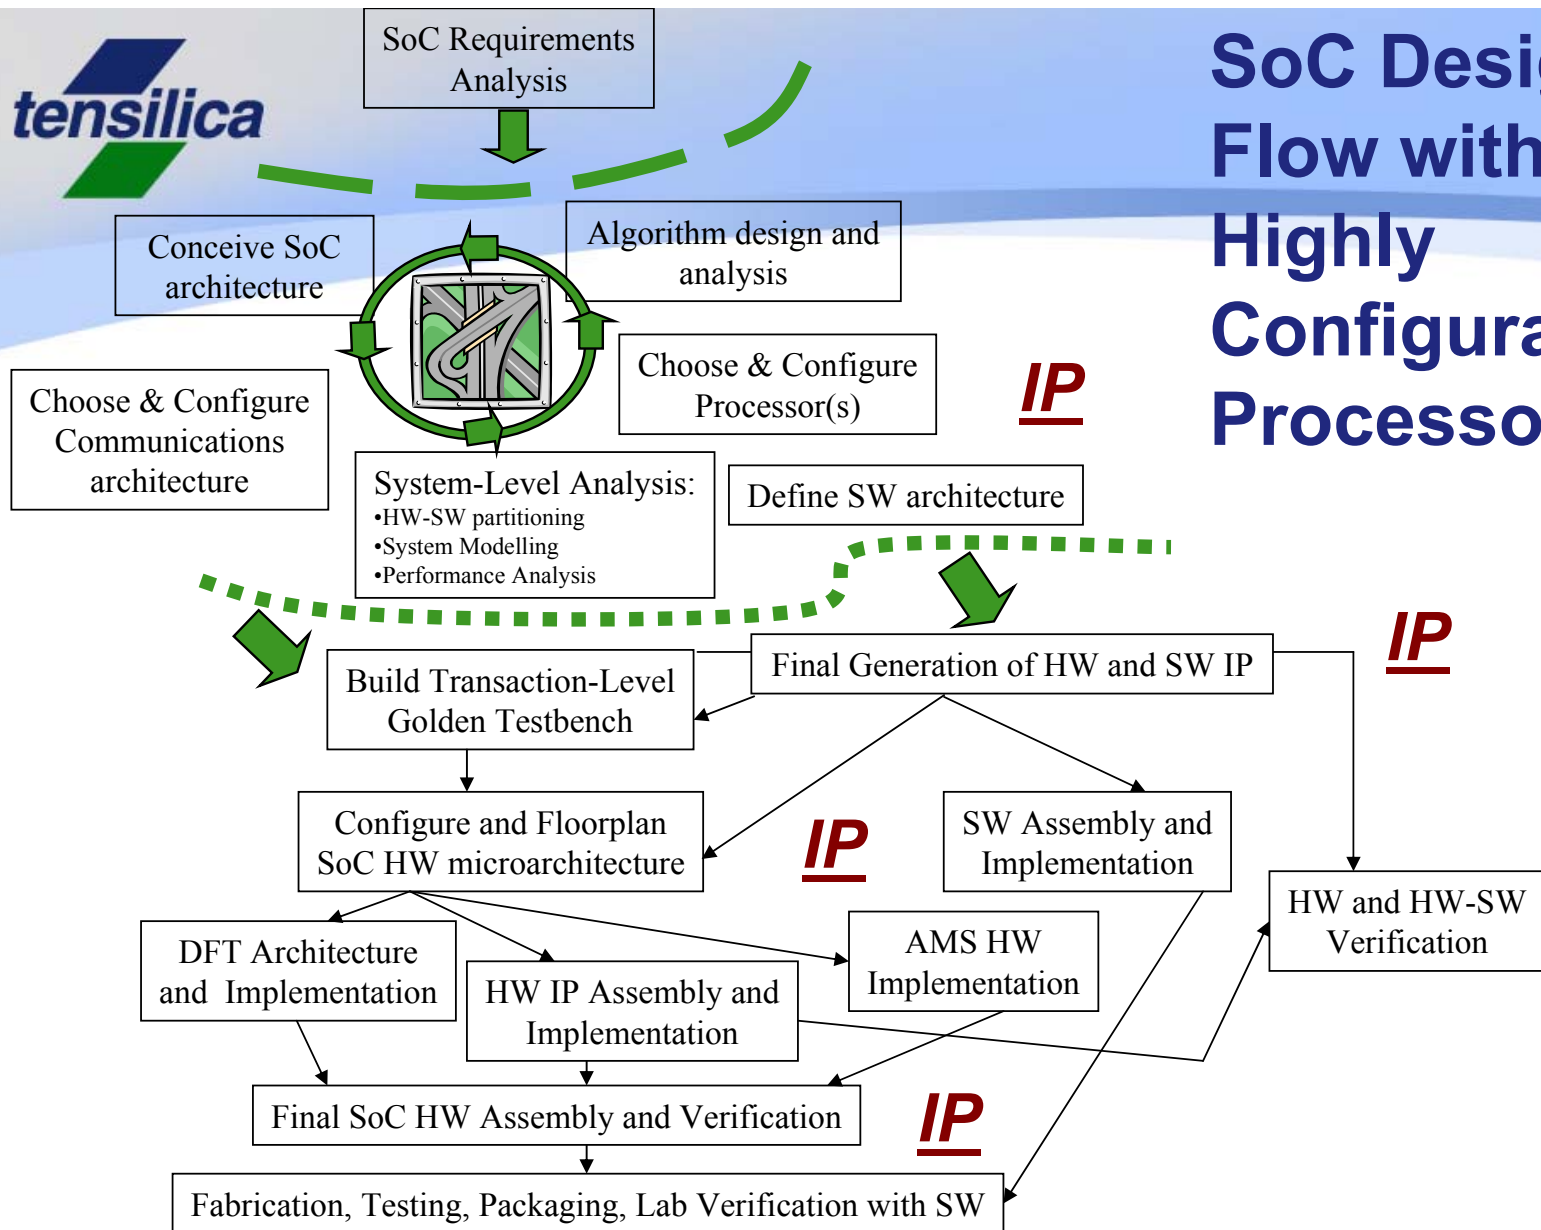 tensilica
SoC Requirements
Analysis
SoC Desig
Flow with
Highly
Configura
Processo
Conceive SoC
architecture
Algorithm design and
analysis
Choose & Configure
Communications
architecture
Choose & Configure
Processor(s)
IP
System-Level Analysis:
•HW-SW partitioning
•System Modelling
•Performance Analysis
Define SW architecture
IP
Build Transaction-Level
Golden Testbench
Final Generation of HW and SW IP
Configure and Floorplan
SoC HW microarchitecture
IP
SW Assembly and
Implementation
HW and HW-SW
Verification
DFT Architecture
and Implementation
HW IP Assembly and
Implementation
AMS HW
Implementation
Final SoC HW Assembly and Verification
IP
Fabrication, Testing, Packaging, Lab Verification with SW